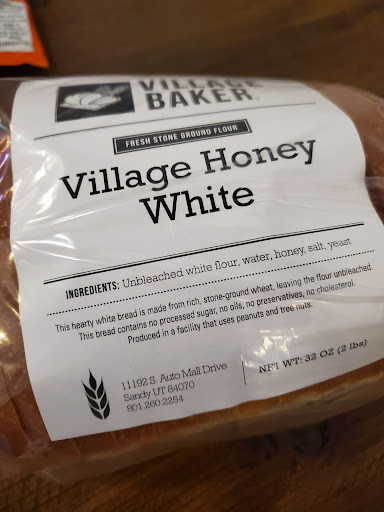 VILLAGE
BAKER™
FRESH STONE GROUND FLOUR
Village Honey
White
INGREDIENTS: Unbleached white flour, water, honey, salt, yeast
This hearty white bread is made from rich, stone-ground wheat, leaving the flour unbleached.
This bread contains no processed sugar, no oils, no preservatives, no cholesterol.
Produced in a facility that uses peanuts and tree nuts.
11192 S. Auto Mall Drive
Sandy UT 84070
801.260.2254
NET WT: 32 OZ (2 lbs)